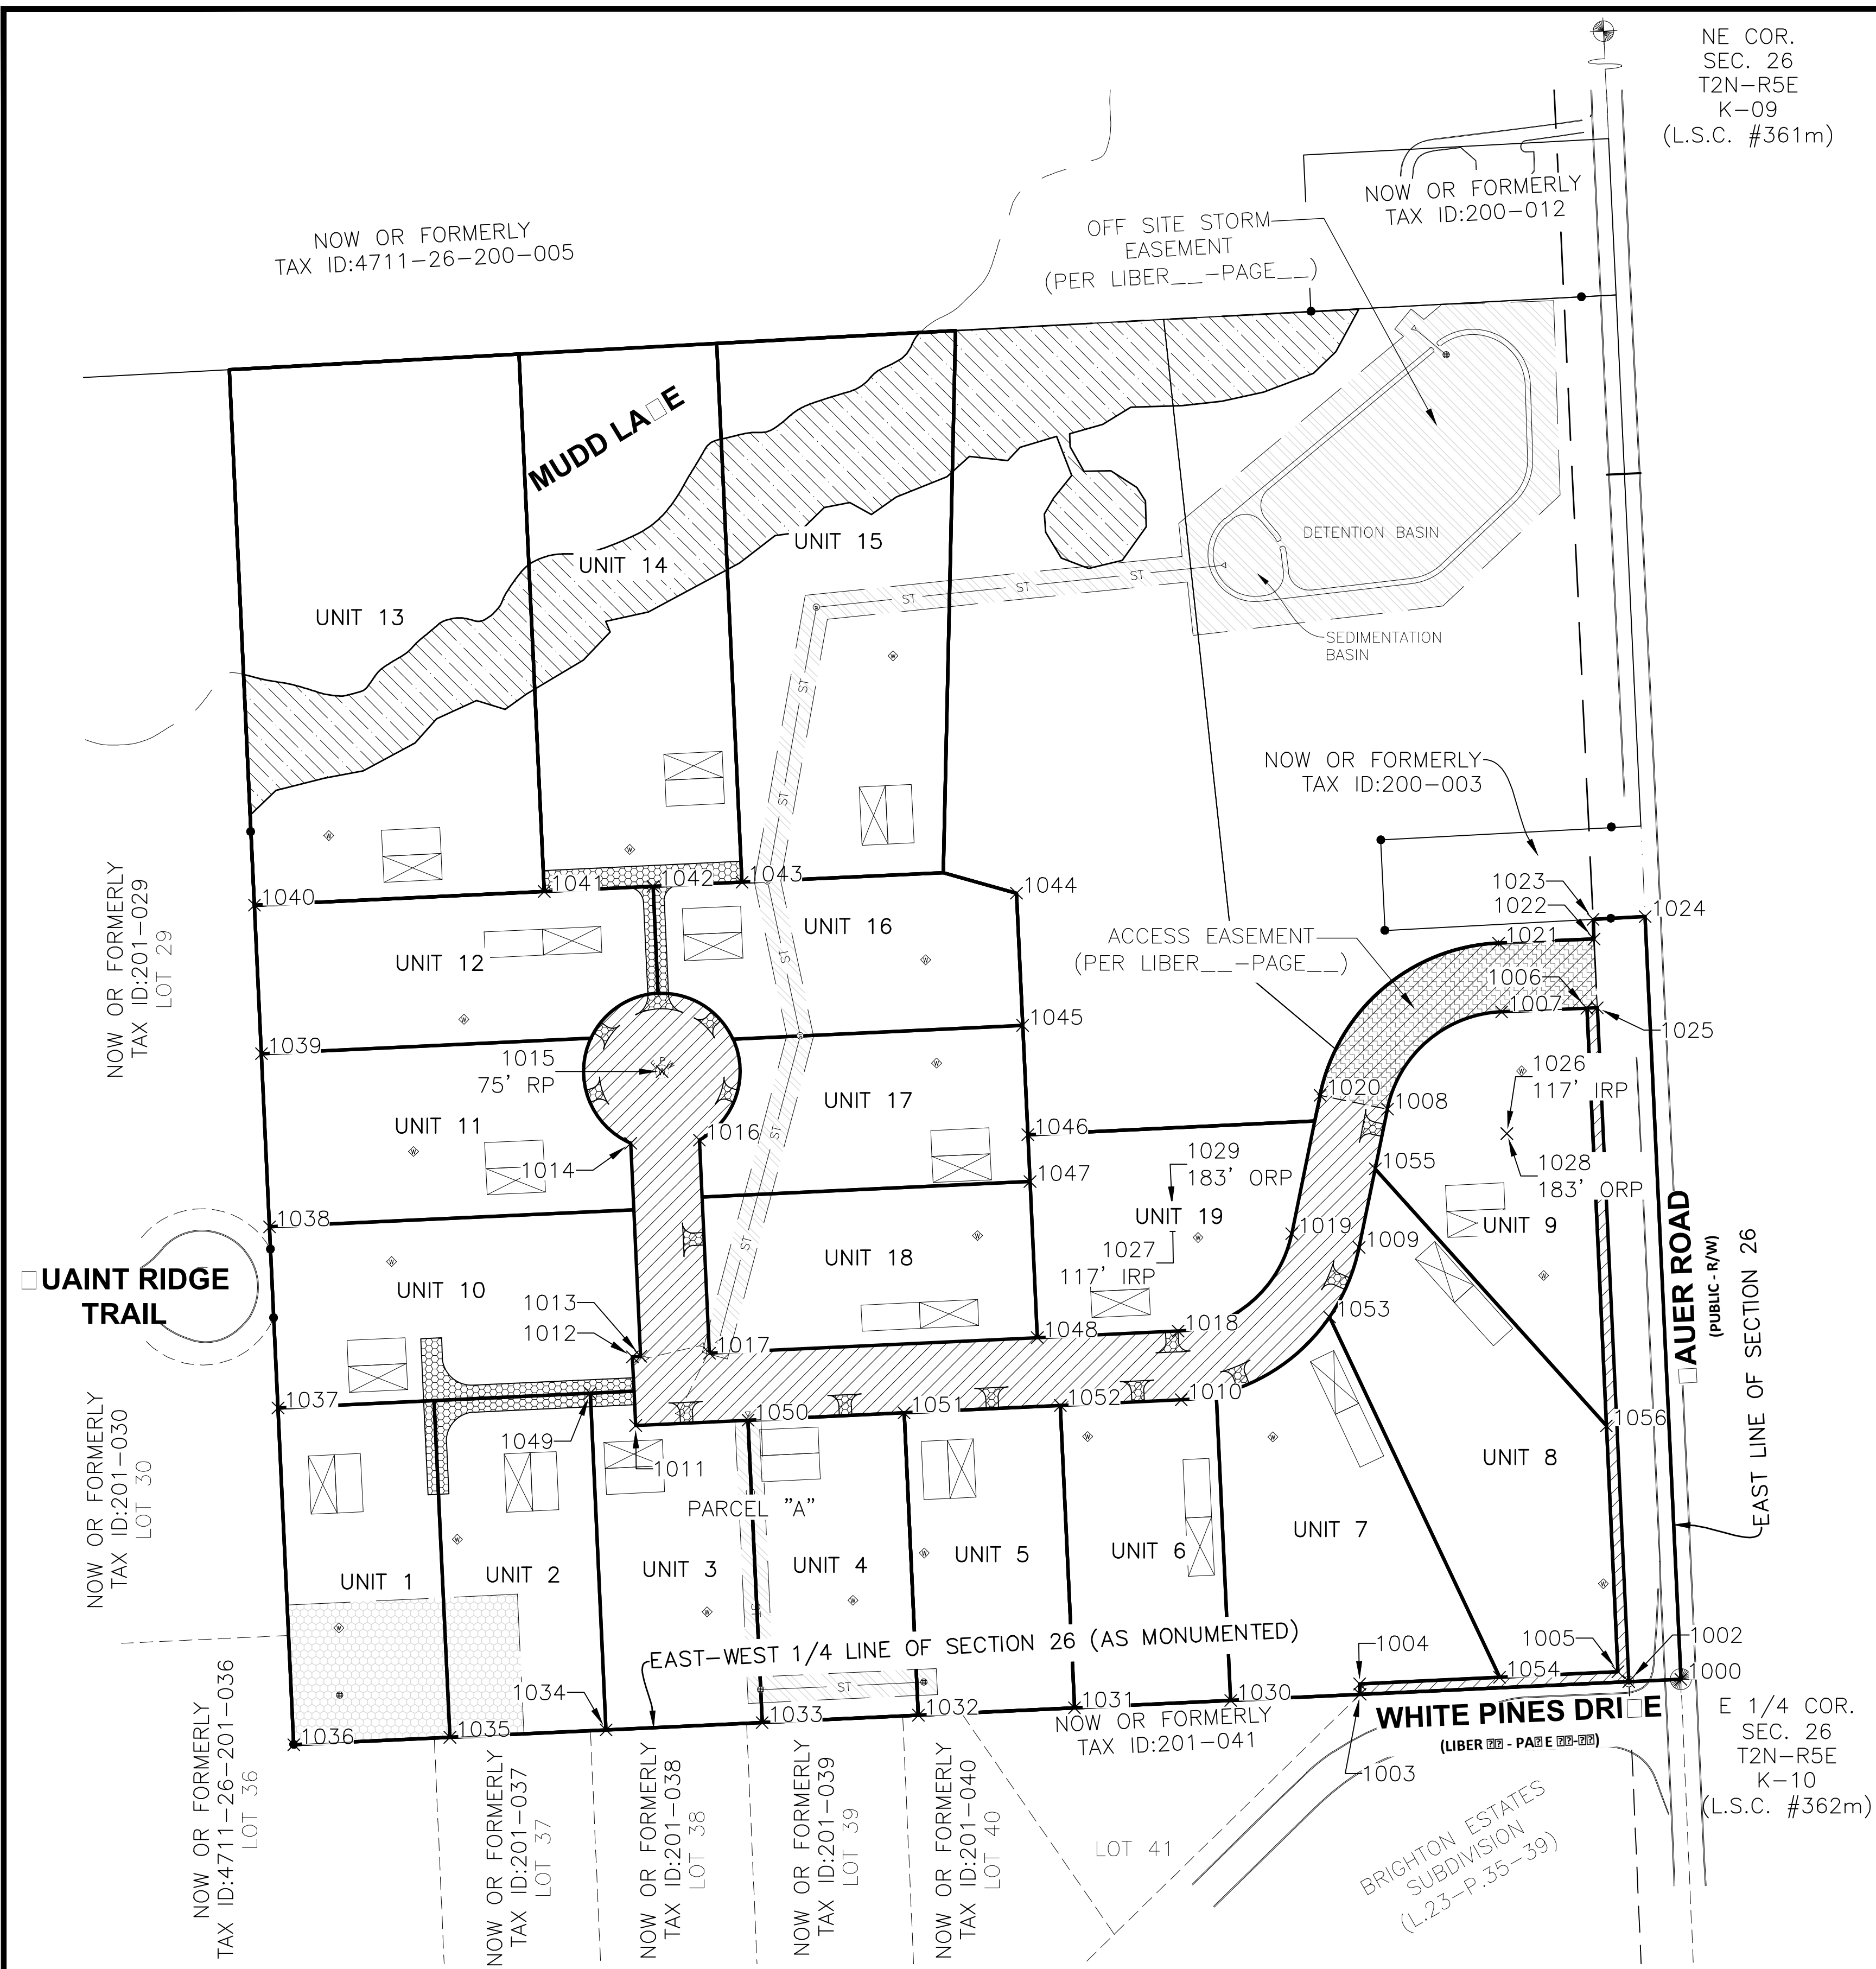 NE COR.
SEC. 26
T2N-R5E
K-09
(L.S.C. #361m)
NOW OR FORMERLY
TAX ID:200-012
OFF SITE STORM
EASEMENT
(PER LIBER__-PAGE__)
NOW OR FORMERLY
TAX ID:4711-26-200-005
MUDD LA□E
UNIT 13
UNIT 14
UNIT 15
ST
ST
ST
DETENTION BASIN
SEDIMENTATION
BASIN
ST
ST
ST
ST
ST
NOW OR FORMERLY
TAX ID:200-003
1023
1022
1024
1021
1006
1007
1025
1026
117' IRP
1028
183' ORP
ACCESS EASEMENT
(PER LIBER__-PAGE__)
1040
1041
1042
1043
1044
UNIT 12
UNIT 16
NOW OR FORMERLY
TAX ID:201-029
LOT 29
1039
1015
75' RP
1045
UNIT 11
UNIT 17
1020
1008
1014
1016
1046
1047
1029
183' ORP
1055
1038
UNIT 19
UNIT 9
1019
1009
1027
117' IRP
□UAINT RIDGE
TRAIL
UNIT 10
UNIT 18
1013
1012
1053
1017
1048
1018
□AUER ROAD
(PUBLIC - R/W)
EAST LINE OF SECTION 26
1037
1049
1011
1050
1051
1052
1010
1056
NOW OR FORMERLY
TAX ID:201-030
LOT 30
PARCEL "A"
UNIT 8
UNIT 1
UNIT 2
UNIT 3
UNIT 4
UNIT 5
UNIT 6
UNIT 7
ST
EAST-WEST 1/4 LINE OF SECTION 26 (AS MONUMENTED)
ST
1004
1005
1054
1002
1000
1034
1036
1035
1033
1032
1031
1030
1003
WHITE PINES DRI□E
E 1/4 COR.
SEC. 26
T2N-R5E
K-10
(L.S.C. #362m)
NOW OR FORMERLY
TAX ID:201-041
NOW OR FORMERLY
TAX ID:4711-26-201-036
LOT 36
NOW OR FORMERLY
TAX ID:201-037
LOT 37
NOW OR FORMERLY
TAX ID:201-038
LOT 38
NOW OR FORMERLY
TAX ID:201-039
LOT 39
NOW OR FORMERLY
TAX ID:201-040
LOT 40
LOT 41
BRIGHTON ESTATES
SUBDIVISION
(L.23-P.35-39)